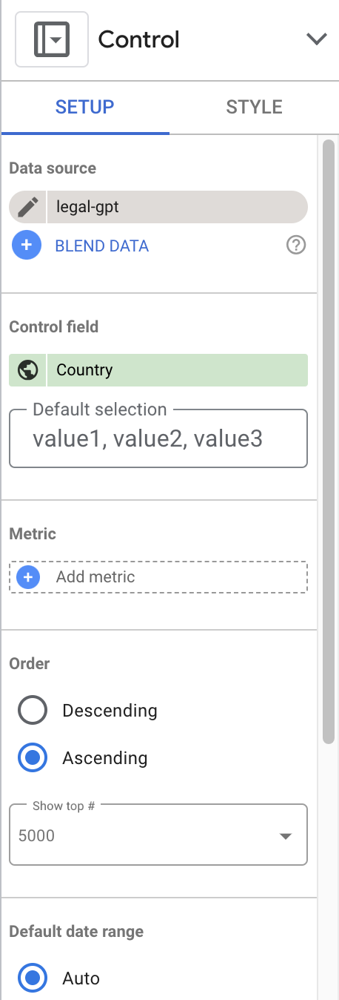 Control
SETUP STYLE
Data source
legal-gpt
BLEND DATA
Control field
Country
Default selection
value1, value2, value3
Metric
Add metric
Order
Descending
Ascending
Show top #
5000
Default date range
Auto